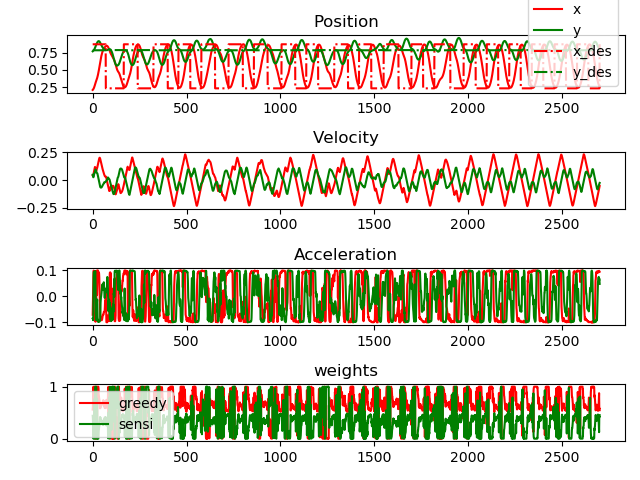 Position
x
y
x_des
y_des
0.75
0.50
0.25
0 500 1000 1500 2000 2500
Velocity
0.25
0.00
−0.25
0 500 1000 1500 2000 2500
Acceleration
0.1
0.0
−0.1
0 500 1000 1500 2000 2500
weights
1
greedy
sensi
0
0 500 1000 1500 2000 2500